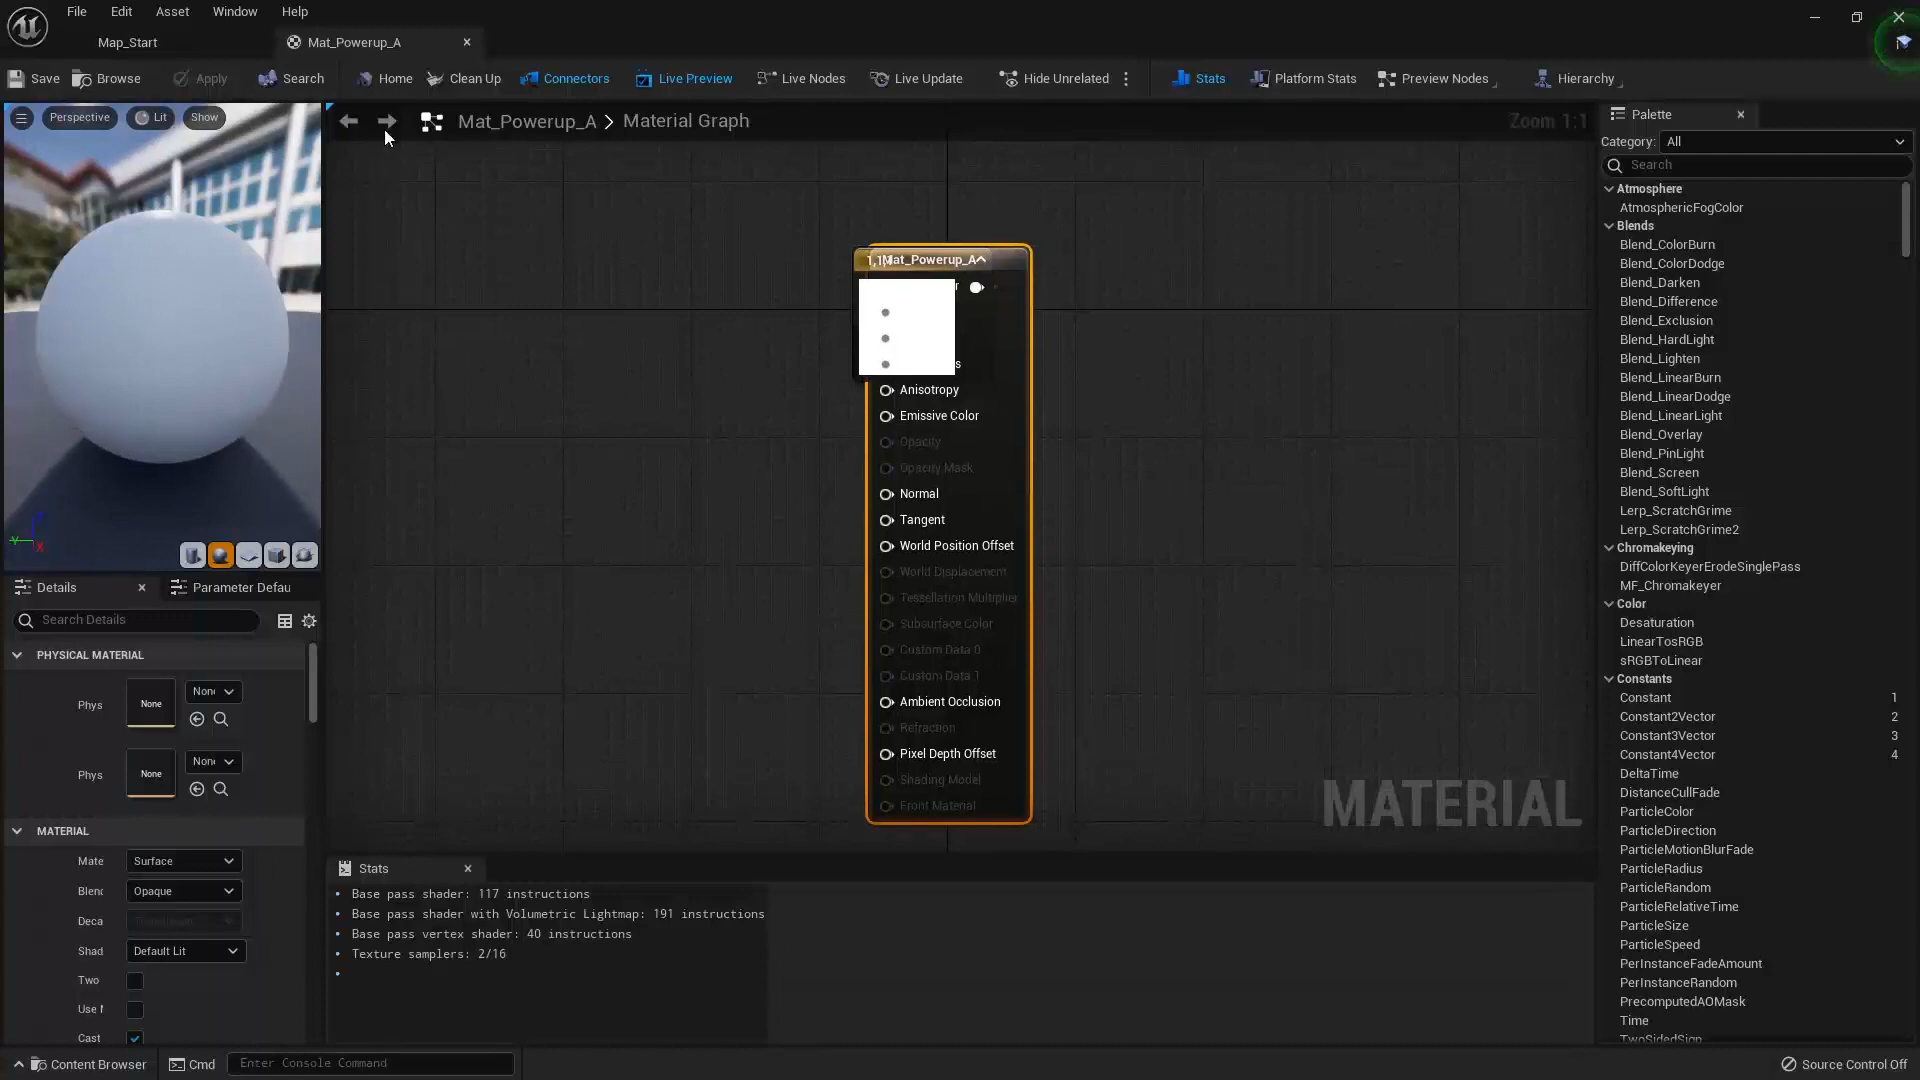 File Edit Asset Window Help
Map_Start Mat_Powerup_A
Save Browse Apply Search Home Clean Up Connectors Live Preview Live Nodes Live Update Hide Unrelated Stats Platform Stats Preview Nodes Hierarchy
Perspective Lit Show
Mat_Powerup_A > Material Graph
Zoom 1:1
Mat_Powerup_A
Anisotropy
Emissive Color
Opacity
Opacity Mask
Normal
Tangent
World Position Offset
World Displacement
Tessellation Multiplier
Subsurface Color
Custom Data 0
Custom Data 1
Ambient Occlusion
Refraction
Pixel Depth Offset
Shading Model
Front Material
MATERIAL
Y
X
Details Parameter Defau
Search Details
PHYSICAL MATERIAL
Phys None None
Phys None None
MATERIAL
Mate Surface
Blend Opaque
Deca
Shad Default Lit
Two
Use
Cast
Stats
Base pass shader: 117 instructions
Base pass shader with Volumetric Lightmap: 191 instructions
Base pass vertex shader: 40 instructions
Texture samplers: 2/16
Palette
Category: All
Search
Atmosphere
AtmosphericFogColor
Blends
Blend_ColorBurn
Blend_ColorDodge
Blend_Darken
Blend_Difference
Blend_Exclusion
Blend_HardLight
Blend_Lighten
Blend_LinearBurn
Blend_LinearDodge
Blend_LinearLight
Blend_Overlay
Blend_PinLight
Blend_Screen
Blend_SoftLight
Lerp_ScratchGrime
Lerp_ScratchGrime2
Chromakeying
DiffColorKeyerErodeSinglePass
MF_Chromakeyer
Color
Desaturation
LinearTosRGB
sRGBToLinear
Constants
Constant 1
Constant2Vector 2
Constant3Vector 3
Constant4Vector 4
DeltaTime
DistanceCullFade
ParticleColor
ParticleDirection
ParticleMotionBlurFade
ParticleRadius
ParticleRandom
ParticleRelativeTime
ParticleSize
ParticleSpeed
PerInstanceFadeAmount
PerInstanceRandom
PrecomputedAOMask
Time
TwoSidedSign
Content Browser Cmd Enter Console Command Source Control Off